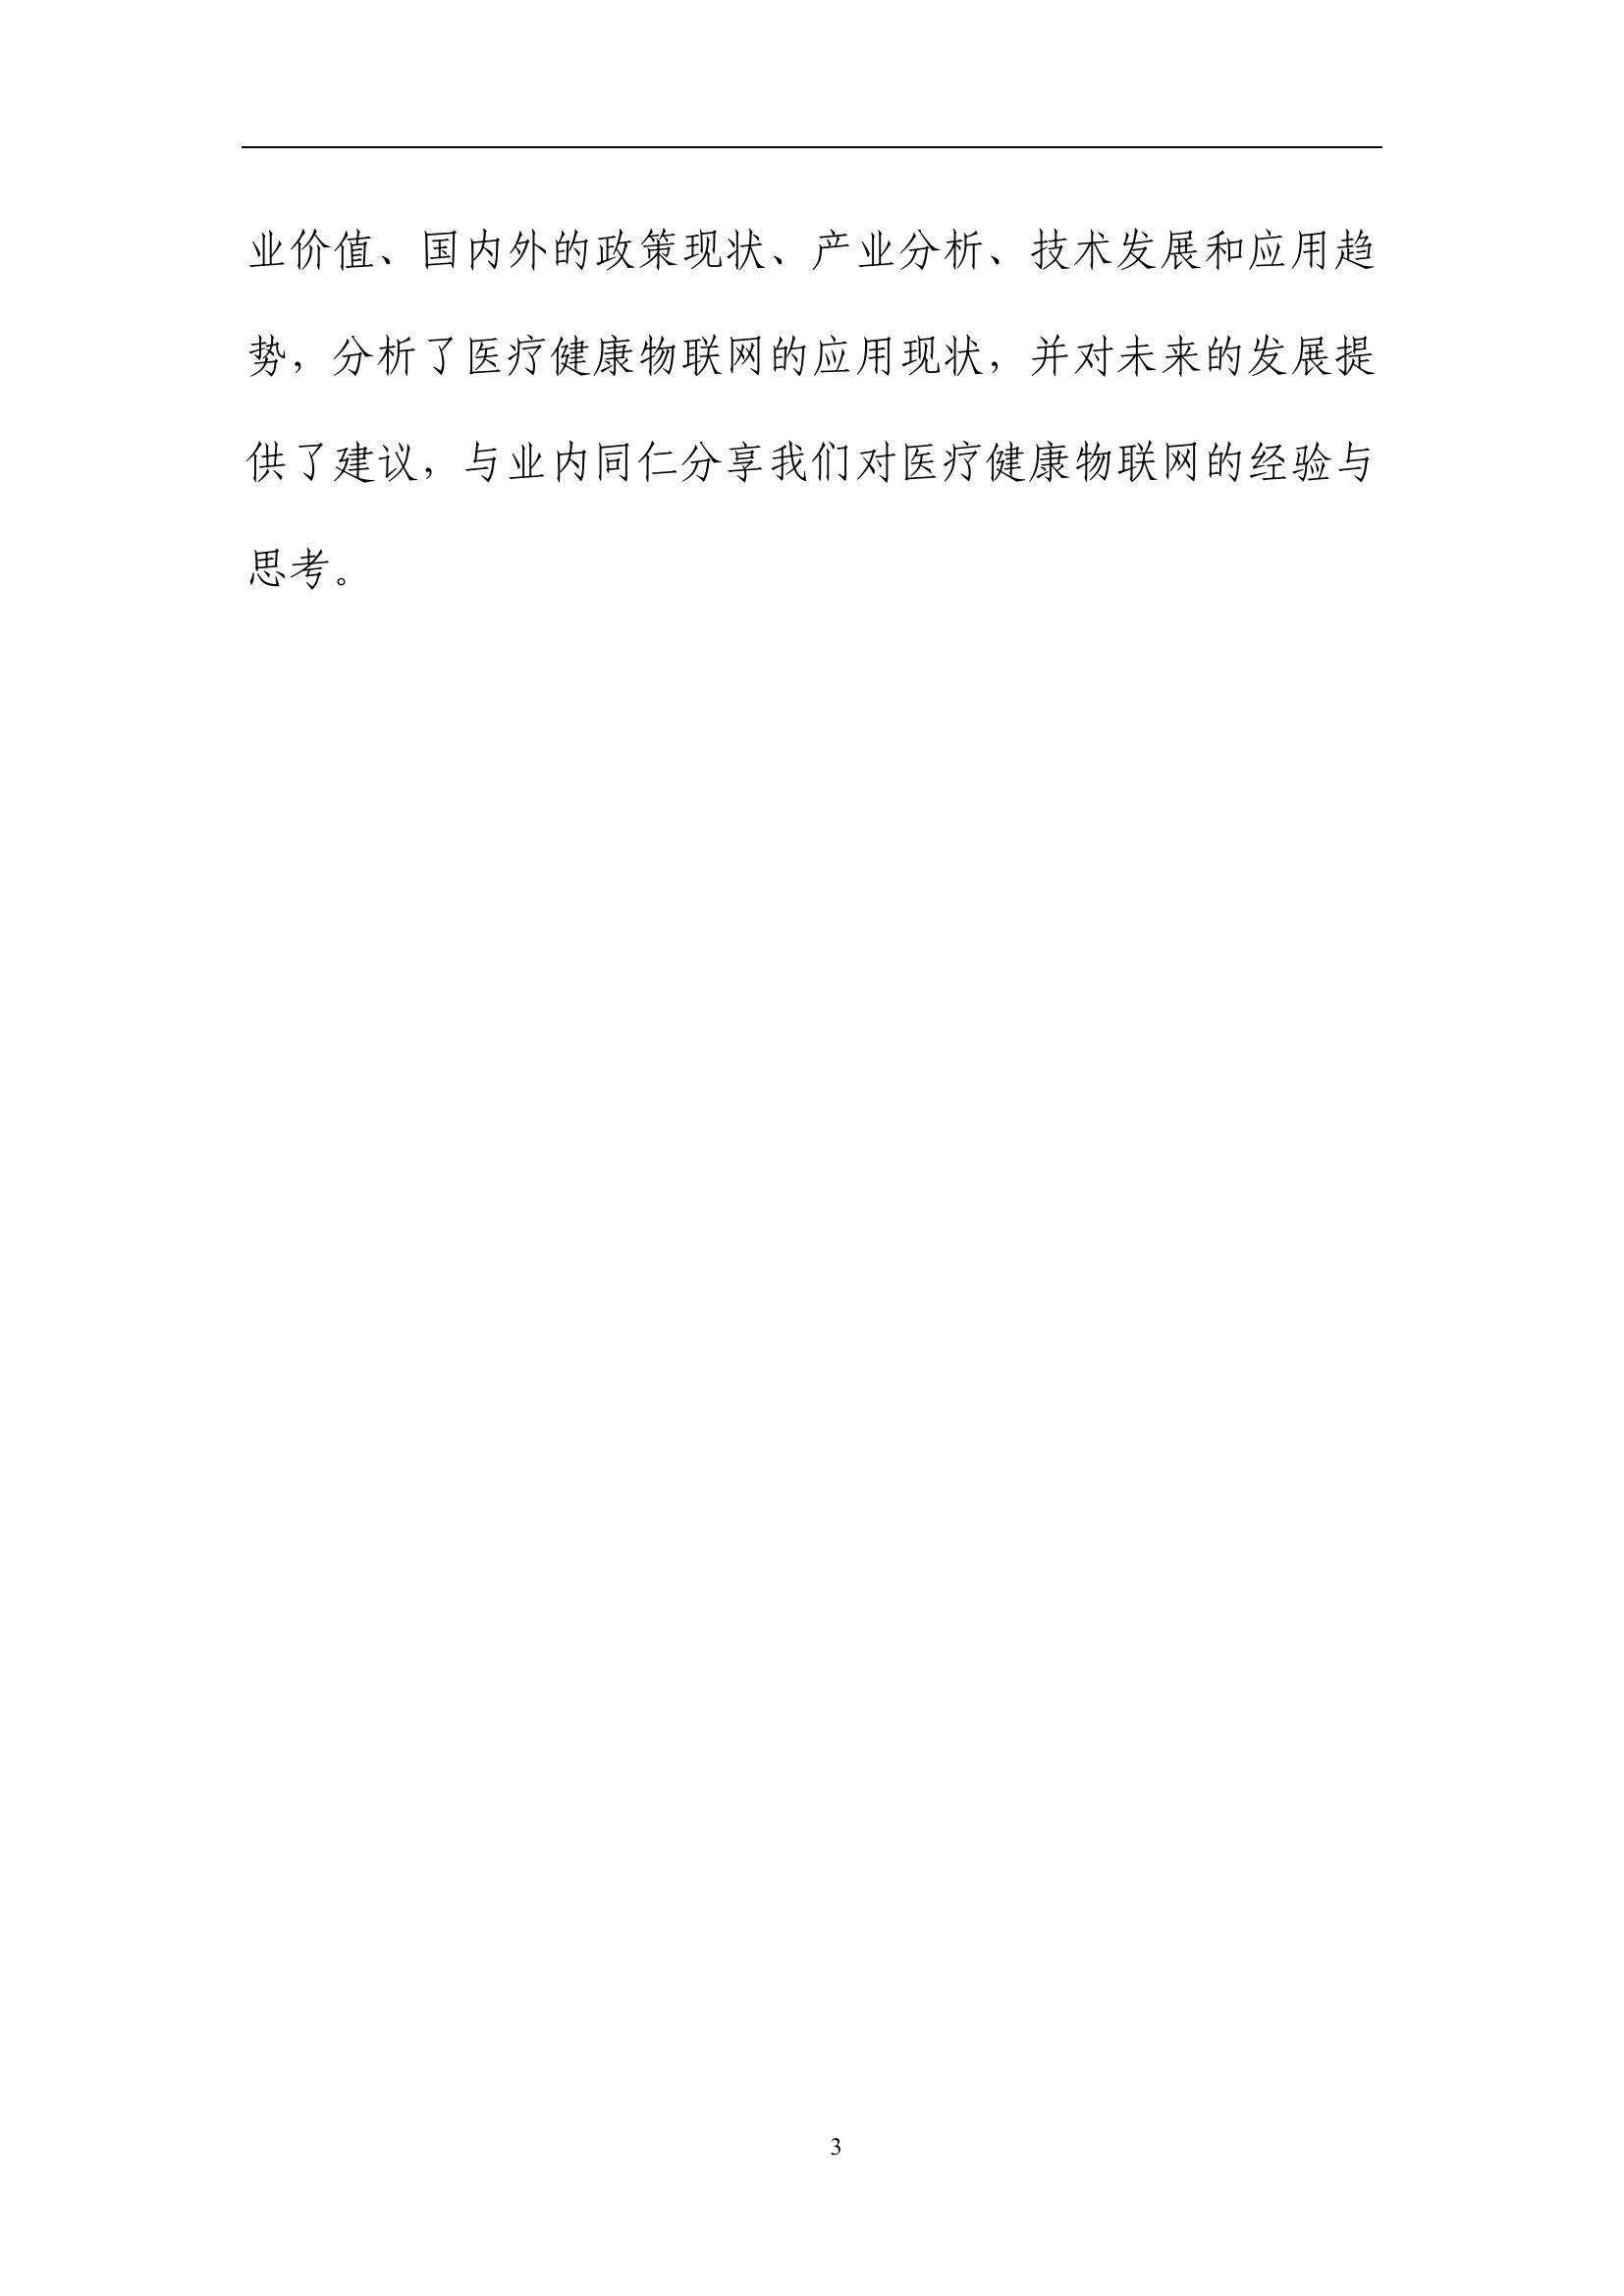 业价值、国内外的政策现状、产业分析、技术发展和应用趋
势，分析了医疗健康物联网的应用现状，并对未来的发展提
供了建议，与业内同仁分享我们对医疗健康物联网的经验与
思考。
3